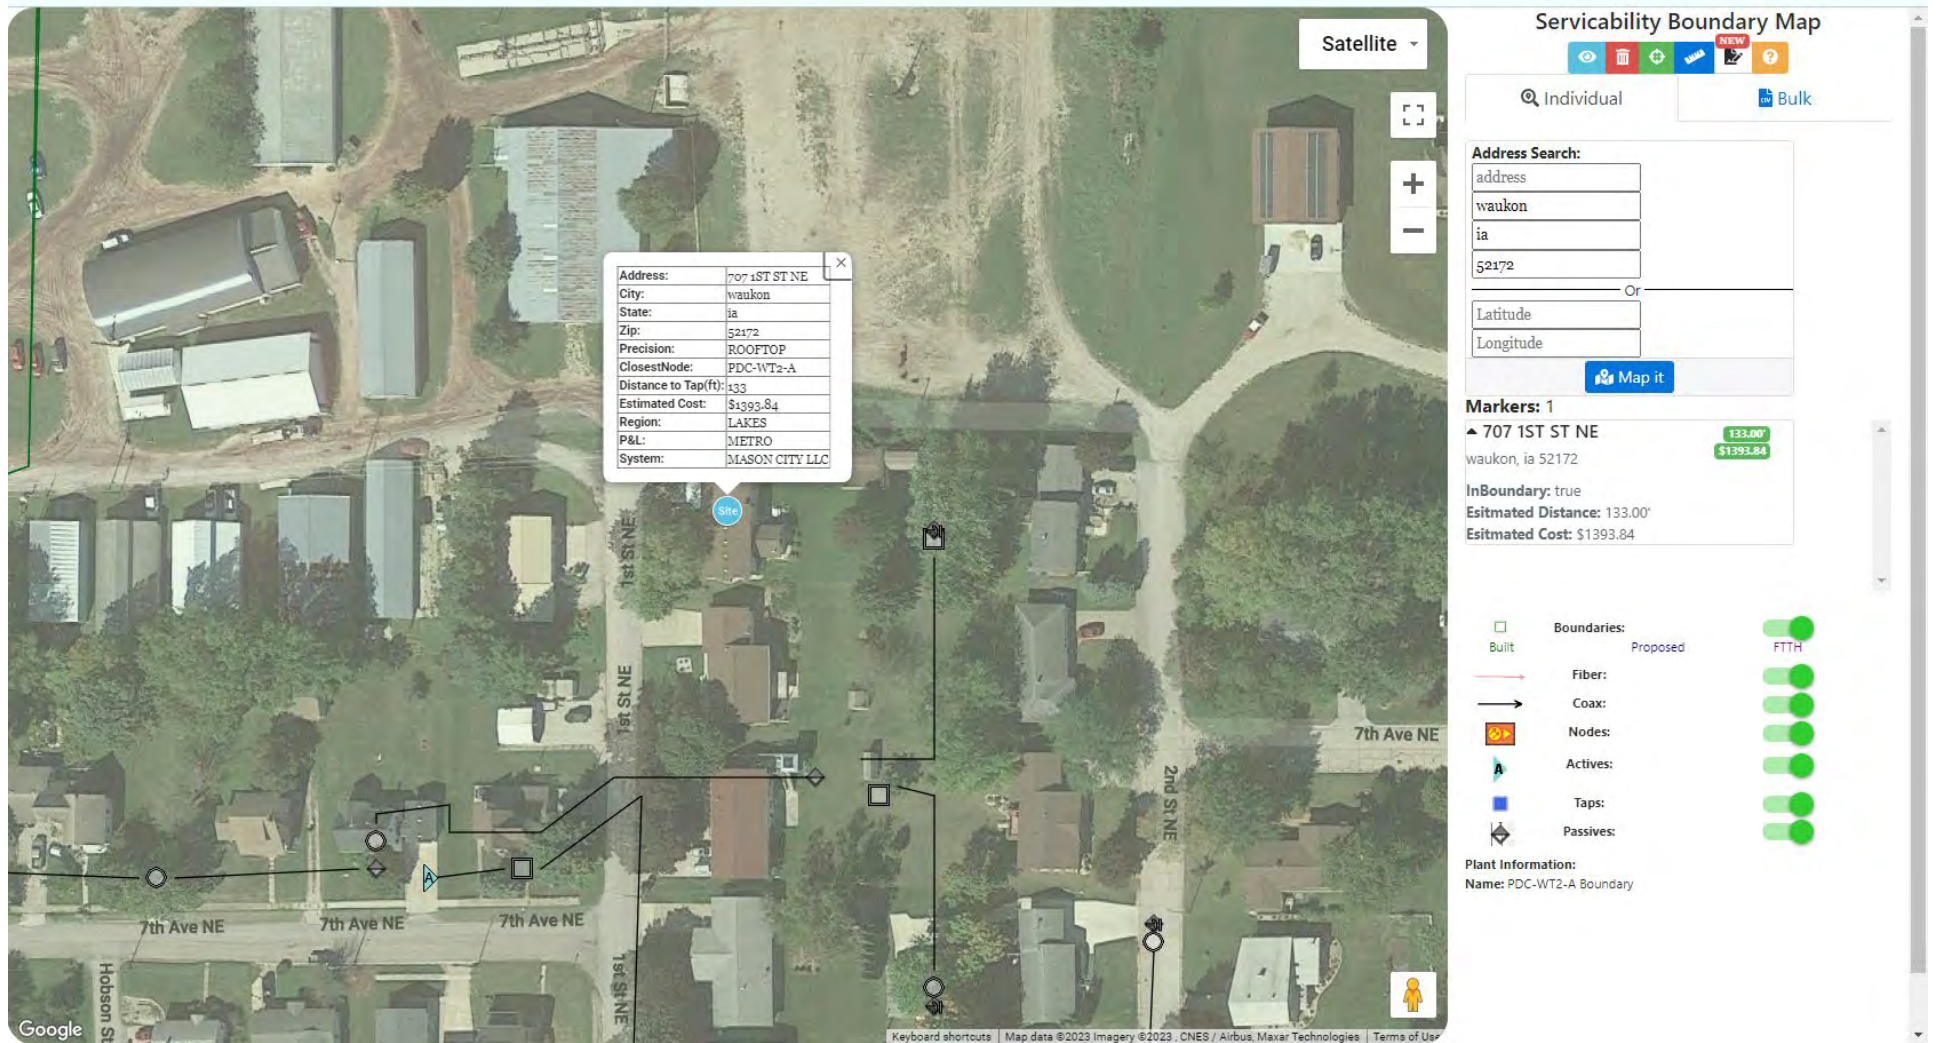 Servicability Boundary Map
NEW
Individual
Bulk
Address Search:
address
waukon
ia
52172
Or
Latitude
Longitude
Map it
Markers: 1
707 1ST ST NE
133.00'
$1393.84
waukon, ia 52172
InBoundary: true
Esitmated Distance: 133.00'
Esitmated Cost: $1393.84
Boundaries:
Built
Proposed
FTTH
Fiber:
Coax:
Nodes:
A
Actives:
Taps:
Passives:
Plant Information:
Name: PDC-WT2-A Boundary
Satellite
Address: 707 1ST ST NE
City: waukon
State: ia
Zip: 52172
Precision: ROOFTOP
ClosestNode: PDC-WT2-A
Distance to Tap(ft): 133
Estimated Cost: $1393.84
Region: LAKES
P&L: METRO
System: MASON CITY LLC
Site
1st St NE
1st St NE
1st St NE
2nd St NE
7th Ave NE
7th Ave NE
7th Ave NE
7th Ave NE
A
Hobson St
Google
Keyboard shortcuts
Map data ©2023 Imagery ©2023 , CNES / Airbus, Maxar Technologies
Terms of Use